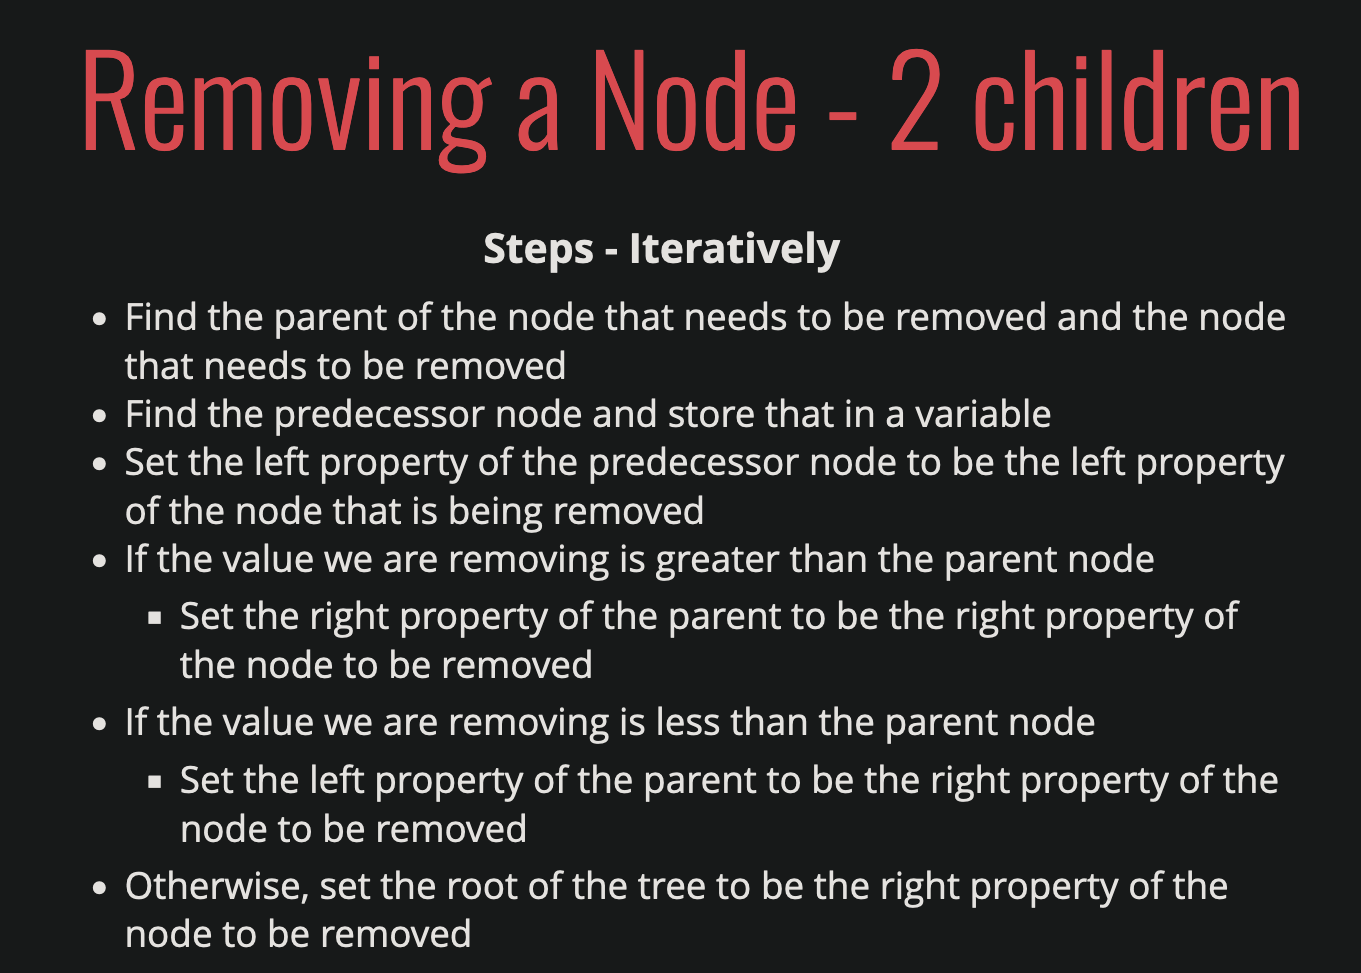 Removing a Node - 2 children
Steps - Iteratively
• Find the parent of the node that needs to be removed and the node
that needs to be removed
• Find the predecessor node and store that in a variable
• Set the left property of the predecessor node to be the left property
of the node that is being removed
• If the value we are removing is greater than the parent node
▪ Set the right property of the parent to be the right property of
the node to be removed
• If the value we are removing is less than the parent node
▪ Set the left property of the parent to be the right property of the
node to be removed
• Otherwise, set the root of the tree to be the right property of the
node to be removed